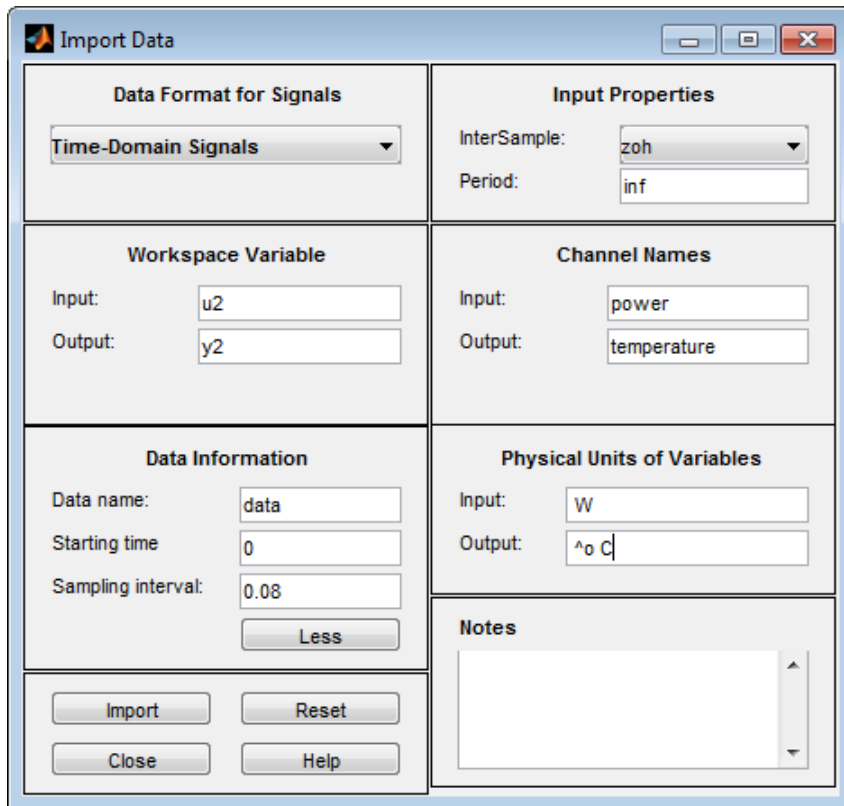 Import Data
Data Format for Signals
Time-Domain Signals
Input Properties
InterSample: zoh
Period: inf
Workspace Variable
Input: u2
Output: y2
Channel Names
Input: power
Output: temperature
Data Information
Data name: data
Starting time 0
Sampling interval: 0.08
Less
Physical Units of Variables
Input: W
Output: ^o C
Notes
Import Reset
Close Help